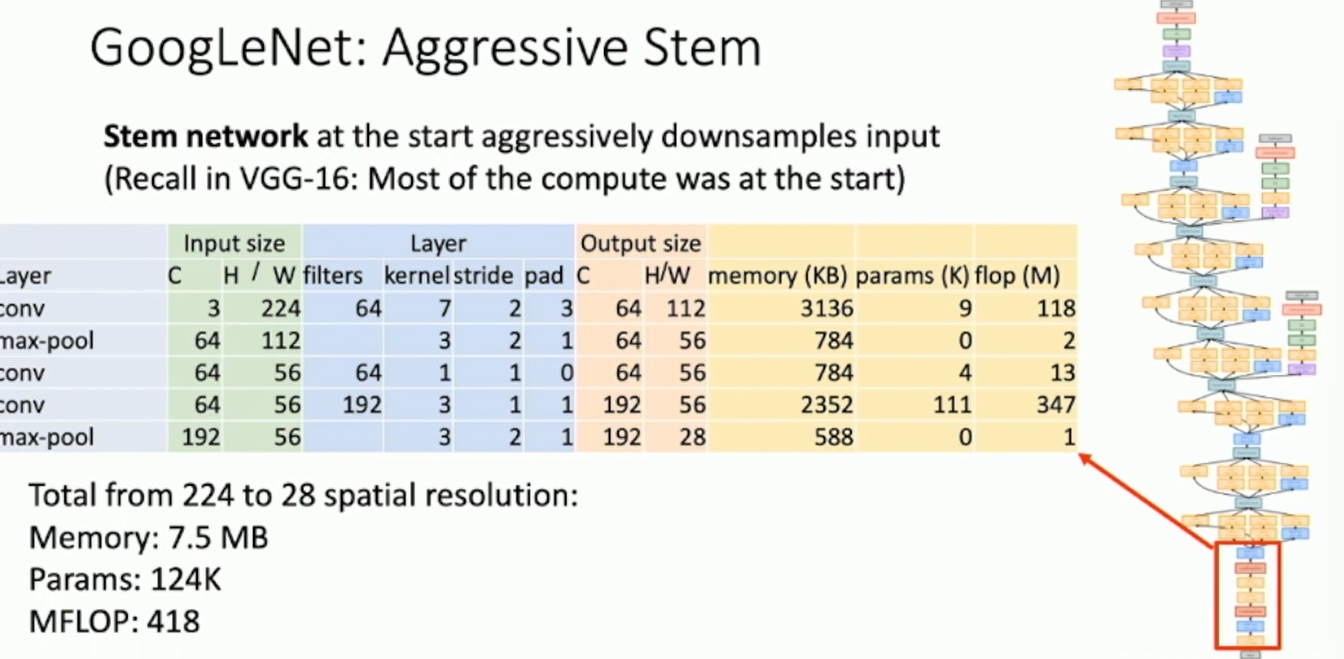 GoogLeNet: Aggressive Stem
Stem network at the start aggressively downsamples input
(Recall in VGG-16: Most of the compute was at the start)
Input size Layer Output size
Layer C H / W filters kernel stride pad C H/W memory (KB) params (K) flop (M)
conv 3 224 64 7 2 3 64 112 3136 9 118
max-pool 64 112 3 2 1 64 56 784 0 2
conv 64 56 64 1 1 0 64 56 784 4 13
conv 64 56 192 3 1 1 192 56 2352 111 347
max-pool 192 56 3 2 1 192 28 588 0 1
Total from 224 to 28 spatial resolution:
Memory: 7.5 MB
Params: 124K
MFLOP: 418